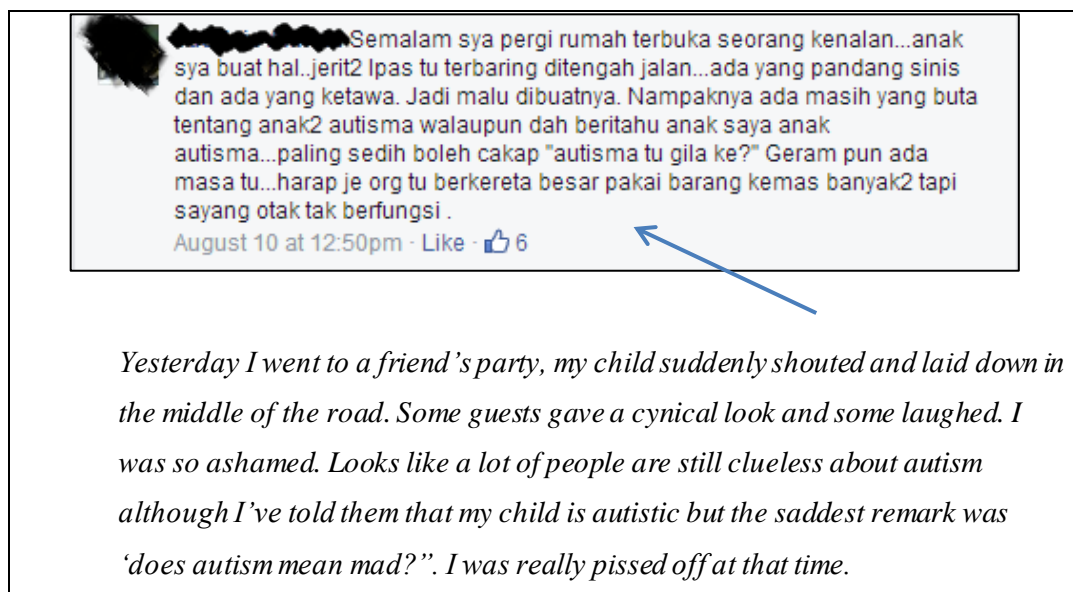 Semalam sya pergi rumah terbuka seorang kenalan...anak
sya buat hal..jerit2 lpas tu terbaring ditengah jalan...ada yang pandang sinis
dan ada yang ketawa. Jadi malu dibuatnya. Nampaknya ada masih yang buta
tentang anak2 autisma walaupun dah beritahu anak saya anak
autisma...paling sedih boleh cakap "autisma tu gila ke?" Geram pun ada
masa tu...harap je org tu berkereta besar pakai barang kemas banyak2 tapi
sayang otak tak berfungsi .
August 10 at 12:50pm · Like · 6
Yesterday I went to a friend’s party, my child suddenly shouted and laid down in
the middle of the road. Some guests gave a cynical look and some laughed. I
was so ashamed. Looks like a lot of people are still clueless about autism
although I’ve told them that my child is autistic but the saddest remark was
‘does autism mean mad?”. I was really pissed off at that time.